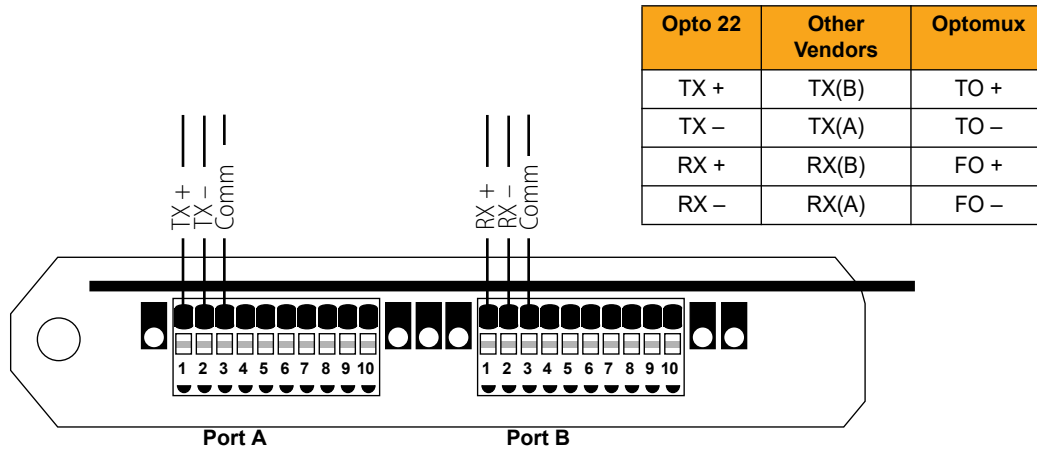 Opto 22 Other Vendors Optomux
TX + TX(B) TO +
TX – TX(A) TO –
RX + RX(B) FO +
RX – RX(A) FO –
TX +
TX –
Comm
RX +
RX –
Comm
1 2 3 4 5 6 7 8 9 10
1 2 3 4 5 6 7 8 9 10
Port A
Port B